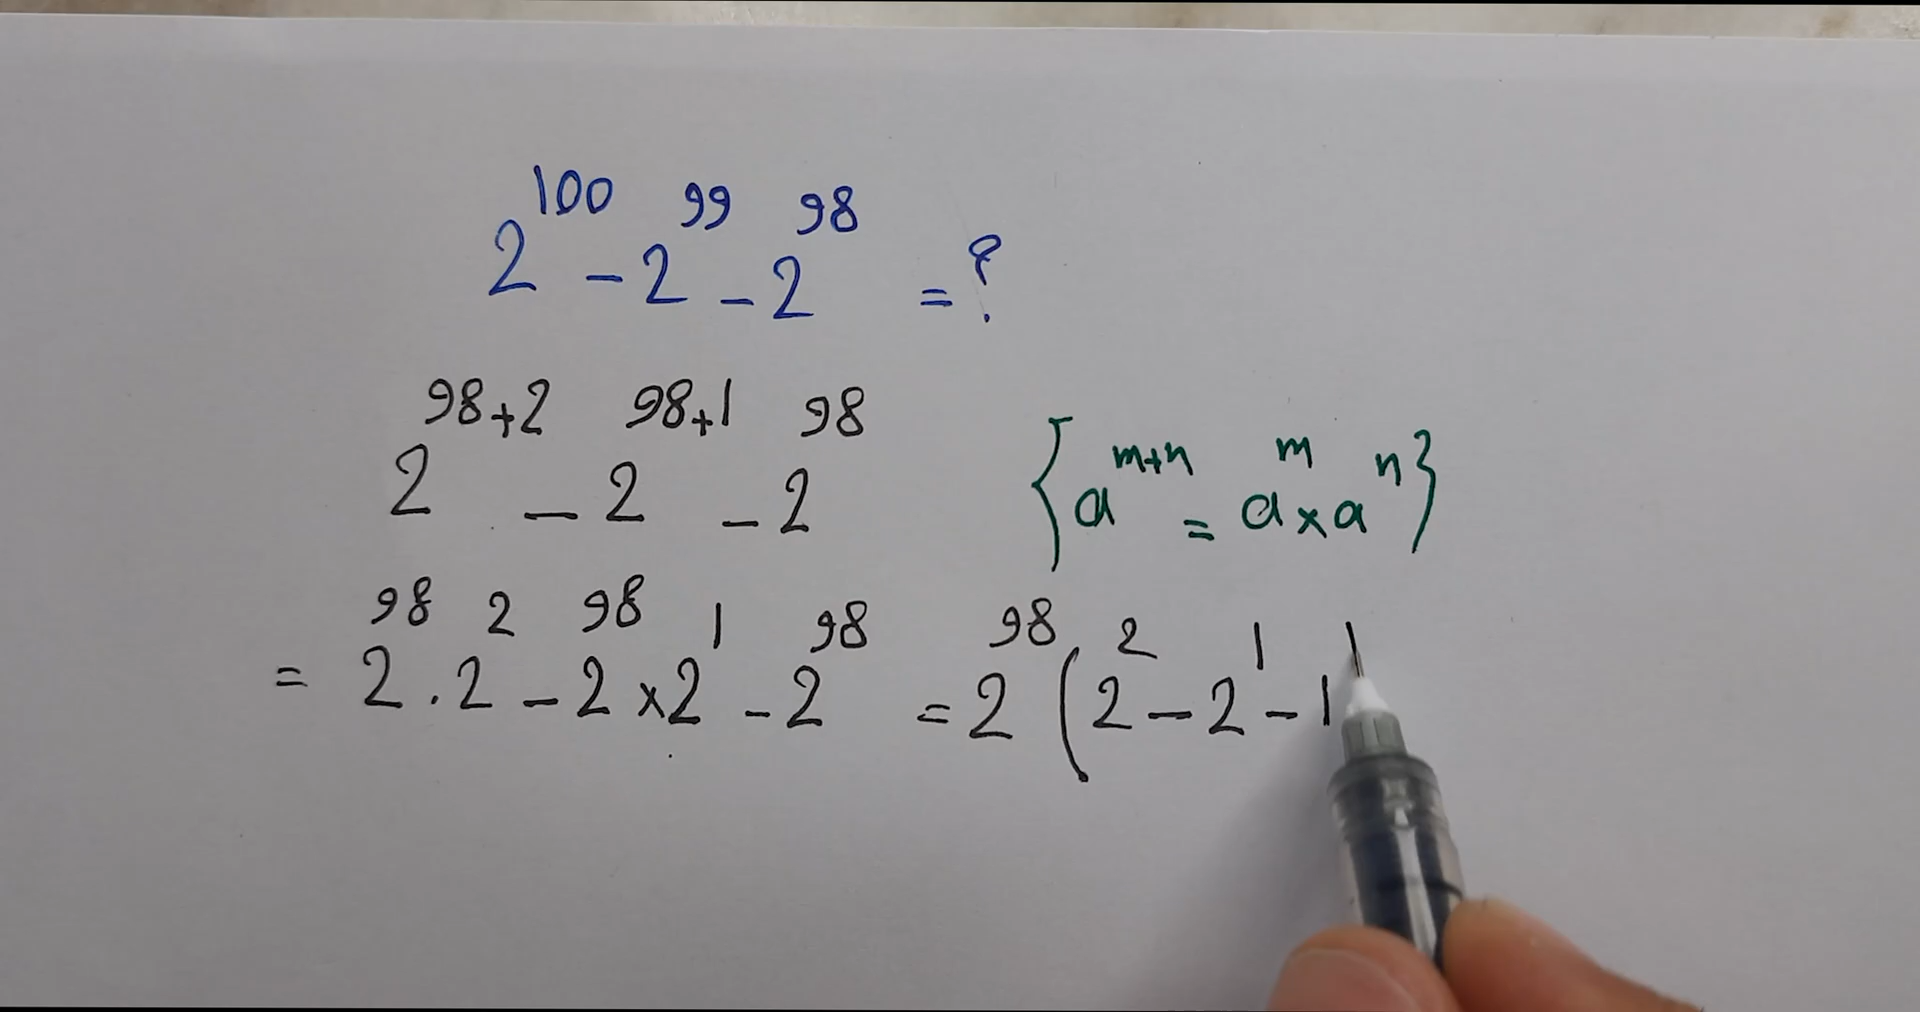 2^100 - 2^99 - 2^98 = ?
2^98+2 - 2^98+1 - 2^98
{a^m+n = a^m × a^n}
= 2^98 . 2^2 - 2^98 × 2^1 - 2^98 = 2^98 (2^2 - 2^1 - 1